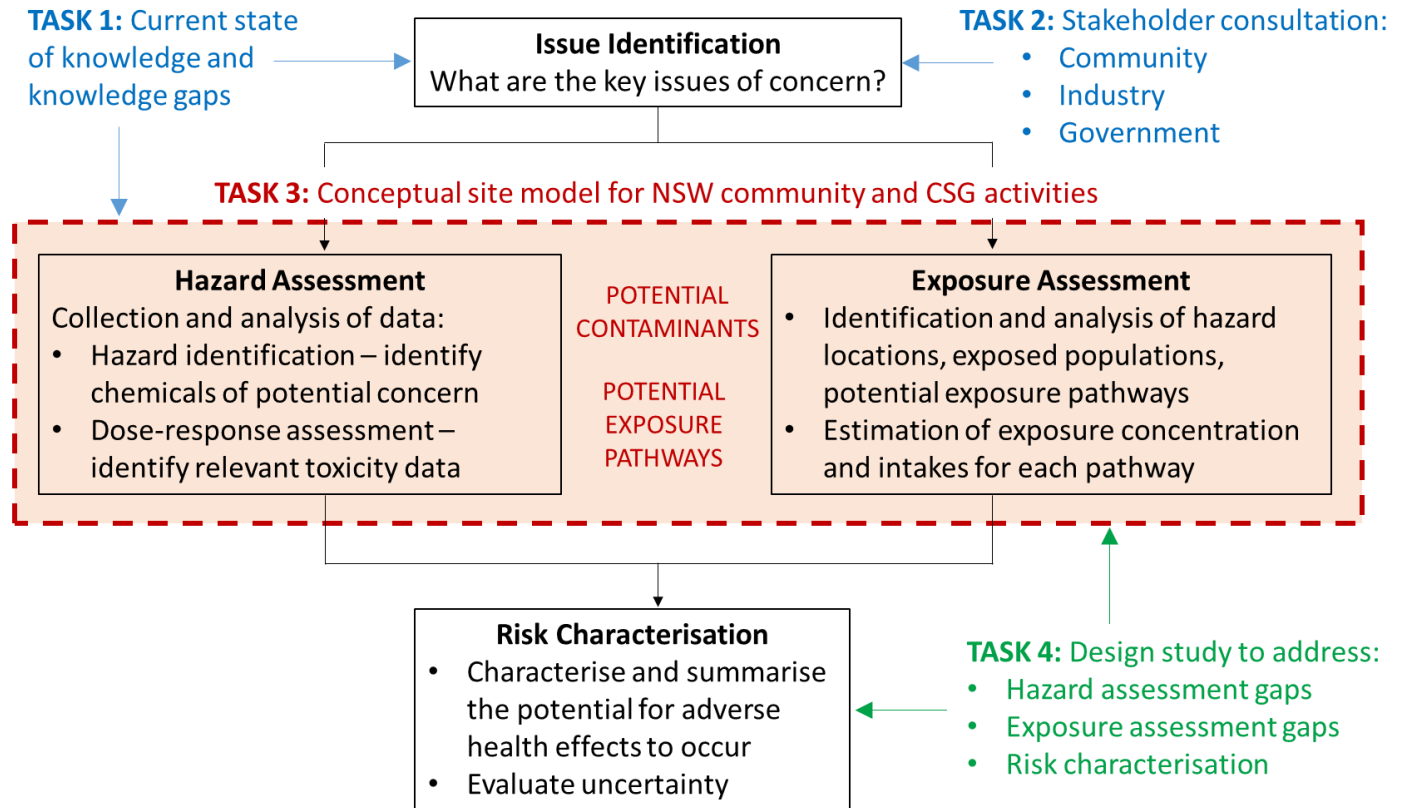 TASK 1: Current state
of knowledge and
knowledge gaps
Issue Identification
What are the key issues of concern?
TASK 2: Stakeholder consultation:
• Community
• Industry
• Government
TASK 3: Conceptual site model for NSW community and CSG activities
Hazard Assessment
Collection and analysis of data:
• Hazard identification – identify
chemicals of potential concern
• Dose-response assessment –
identify relevant toxicity data
POTENTIAL
CONTAMINANTS
POTENTIAL
EXPOSURE
PATHWAYS
Exposure Assessment
• Identification and analysis of hazard
locations, exposed populations,
potential exposure pathways
• Estimation of exposure concentration
and intakes for each pathway
Risk Characterisation
• Characterise and summarise
the potential for adverse
health effects to occur
• Evaluate uncertainty
TASK 4: Design study to address:
• Hazard assessment gaps
• Exposure assessment gaps
• Risk characterisation